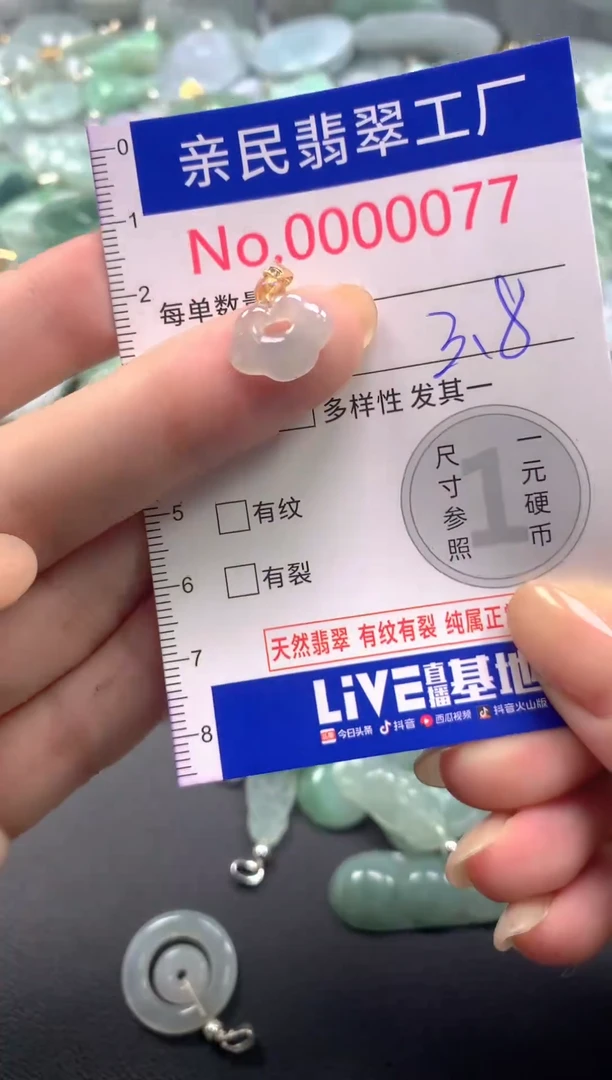 亲民翡翠工厂
No.0000077
0
1
2
每单数量
3.8
多样性 发其一
尺寸参照
1
一元硬币
5
有纹
6
有裂
天然翡翠 有纹有裂 纯属正
7
LiVE直播基地
8
今日头条 抖音 西瓜视频 抖音火山版